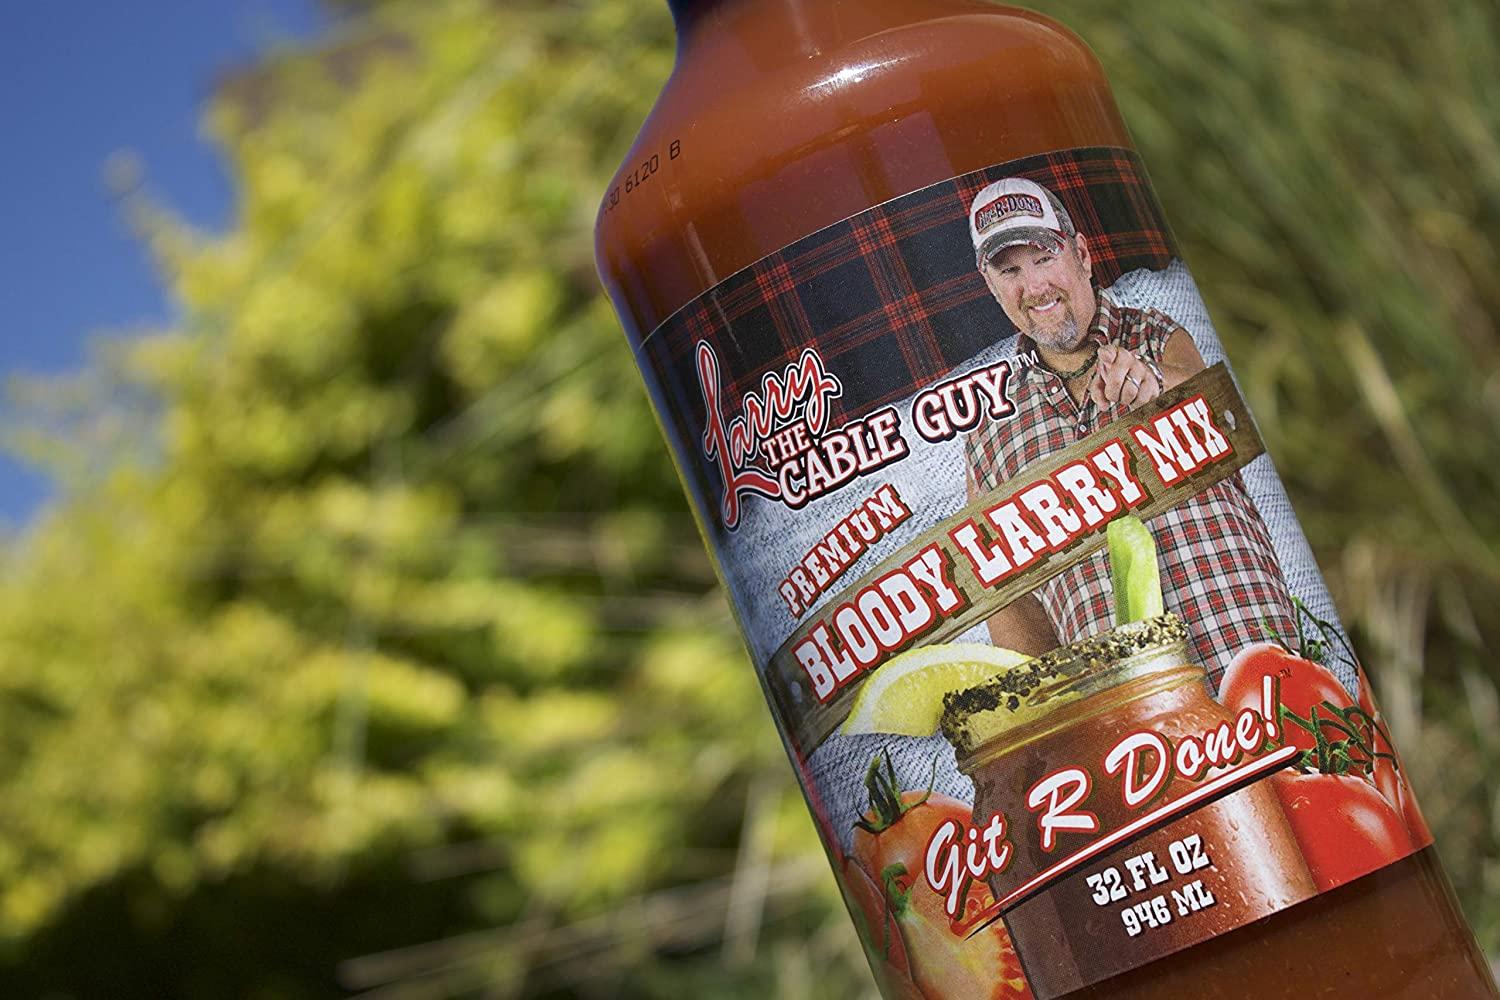 30 6120 B
GIT-R-DONE
Larry
THE
CABLE GUY™
PREMIUM
BLOODY LARRY MIX
Git R Done!™
32 FL OZ
946 ML